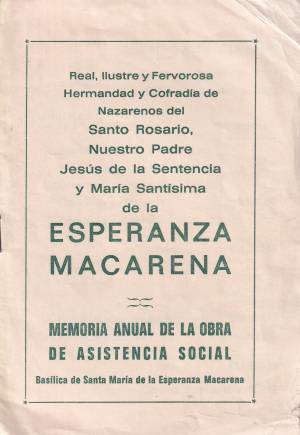 Real, Ilustre y Fervorosa
Hermandad y Cofradía de
Nazarenos del
Santo Rosario,
Nuestro Padre
Jesús de la Sentencia
y María Santísima
de la
ESPERANZA
MACARENA
MEMORIA ANUAL DE LA OBRA
DE ASISTENCIA SOCIAL
Basílica de Santa María de la Esperanza Macarena